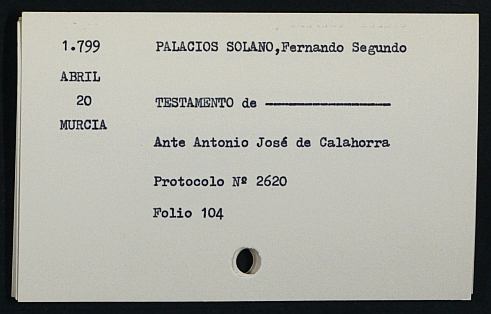 1.799 PALACIOS SOLANO,Fernando Segundo
ABRIL
20 TESTAMENTO de ----------------
MURCIA
Ante Antonio José de Calahorra
Protocolo Nº 2620
Folio 104